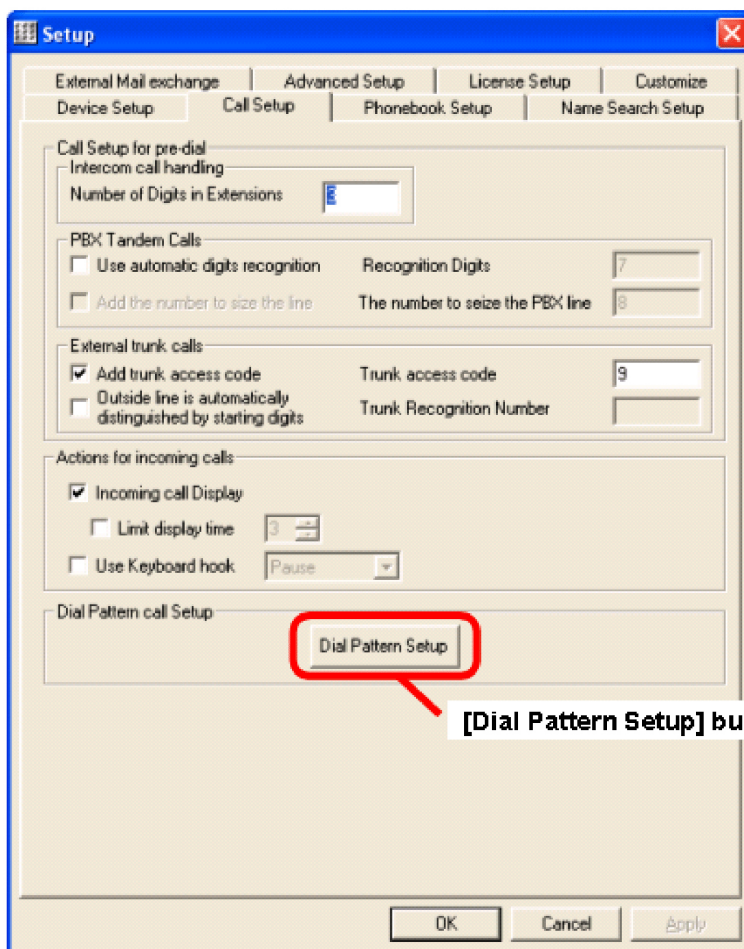 Setup
External Mail exchange
Advanced Setup
License Setup
Customize
Device Setup
Call Setup
Phonebook Setup
Name Search Setup
Call Setup for pre-dial
Intercom call handling
Number of Digits in Extensions
3
PBX Tandem Calls
Use automatic digits recognition
Recognition Digits
7
Add the number to size the line
The number to seize the PBX line
8
External trunk calls
Add trunk access code
Trunk access code
9
Outside line is automatically
distinguished by starting digits
Trunk Recognition Number
Actions for incoming calls
Incoming call Display
Limit display time
3
Use Keyboard hook
Pause
Dial Pattern call Setup
Dial Pattern Setup
[Dial Pattern Setup] bu
OK
Cancel
Apply